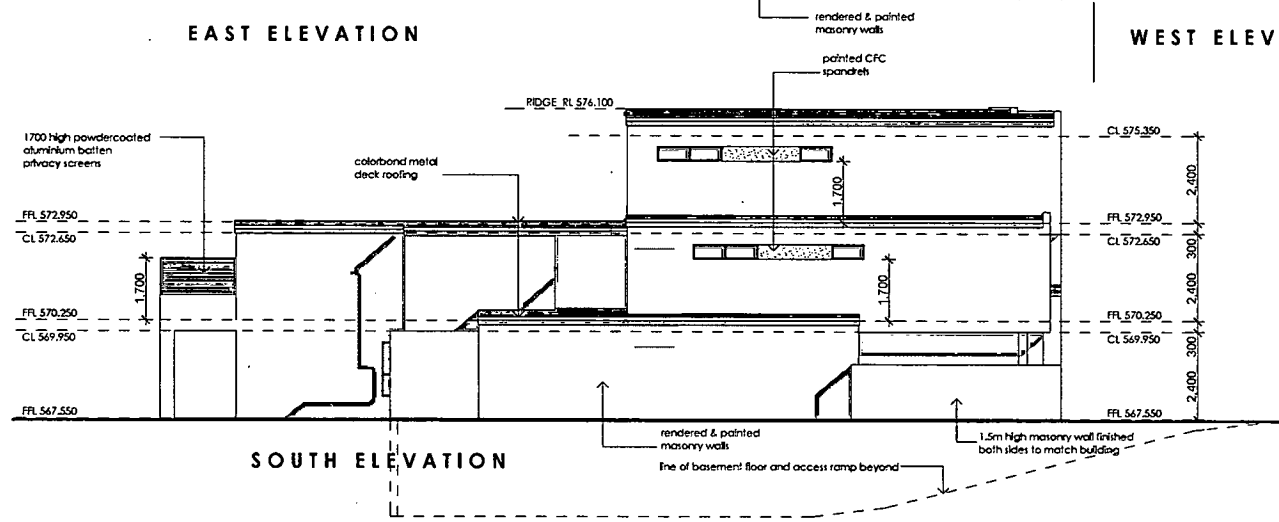 EAST ELEVATION
rendered & painted
masonry walls
WEST ELEV
painted CFC
spandrels
RIDGE RL 576.100
1700 high powdercoated
aluminium batten
privacy screens
colorbond metal
deck roofing
CL 575.350
2,400
1,700
FFL 572.950
CL 572.650
FFL 572.950
CL 572.650
300
1,700
1,700
2,400
FFL 570.250
CL 569.950
FFL 570.250
CL 569.950
300
2,400
FFL 567.550
FFL 567.550
rendered & painted
masonry walls
1.5m high masonry wall finished
both sides to match building
SOUTH ELEVATION
line of basement floor and access ramp beyond